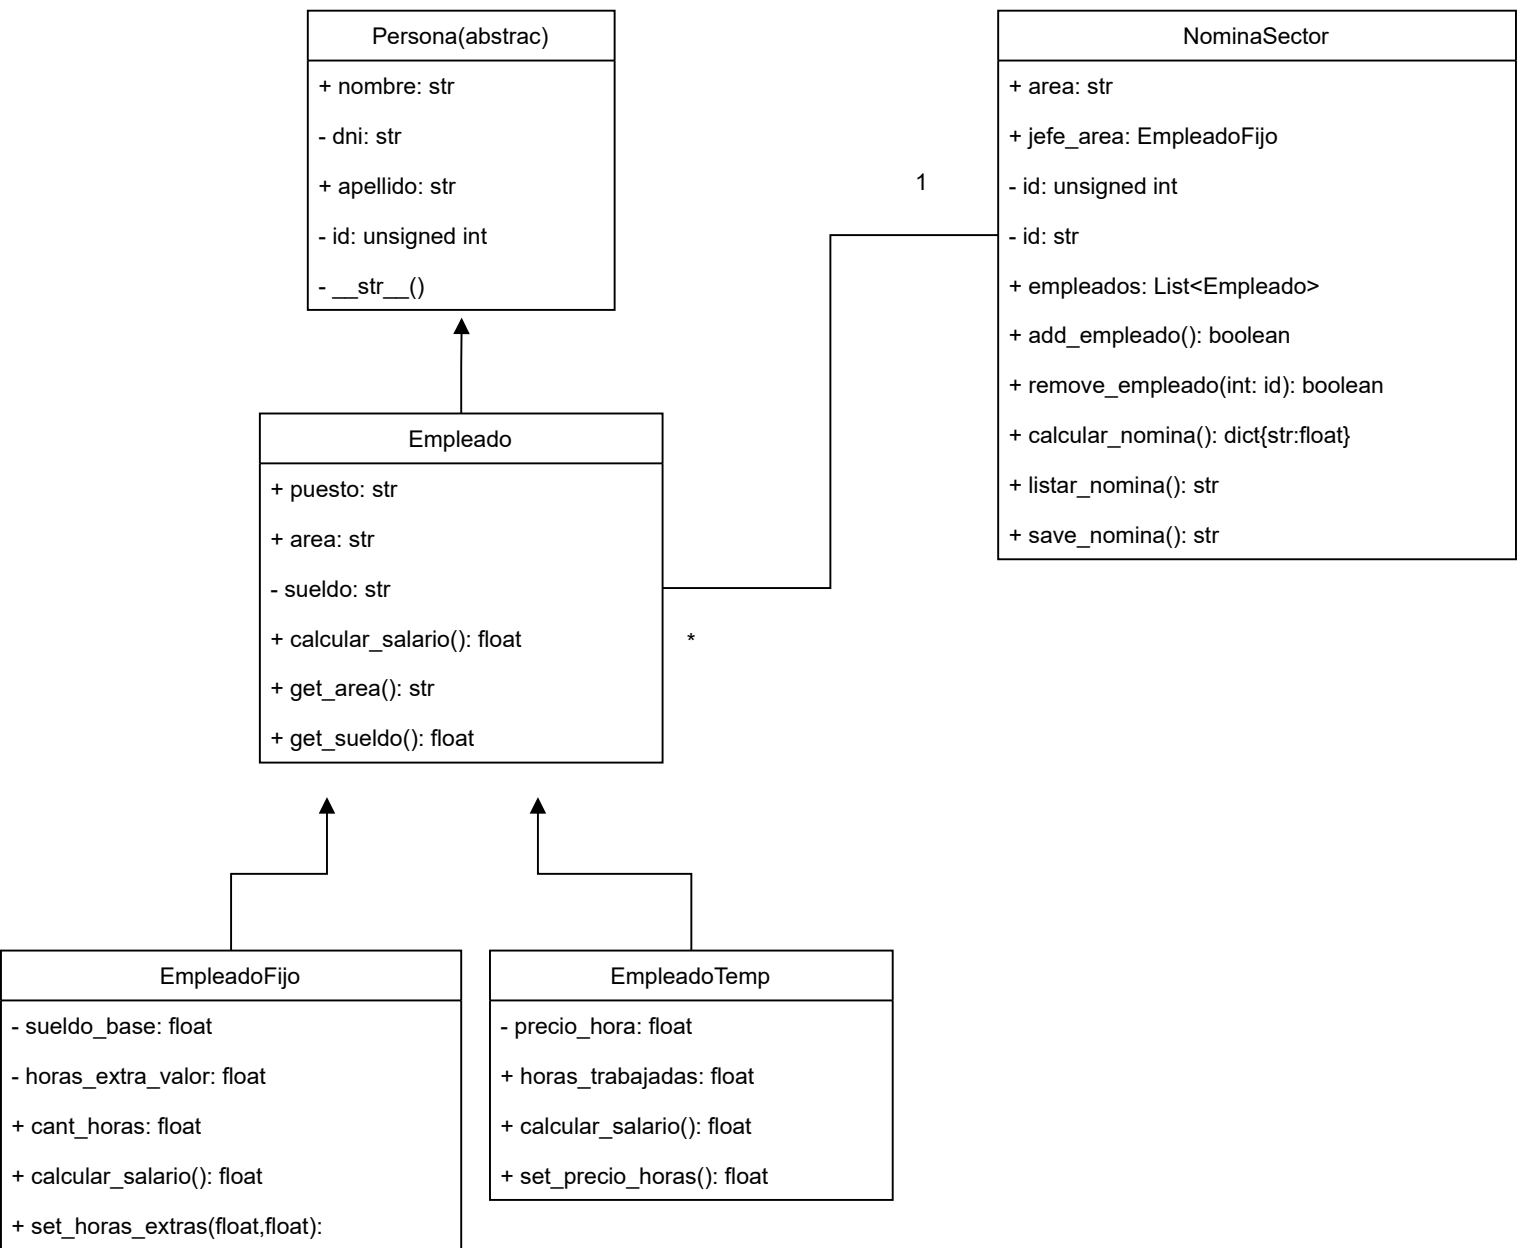 Persona(abstrac)
+ nombre: str
- dni: str
+ apellido: str
- id: unsigned int
- __str__()
NominaSector
+ area: str
+ jefe_area: EmpleadoFijo
- id: unsigned int
- id: str
+ empleados: List<Empleado>
+ add_empleado(): boolean
+ remove_empleado(int: id): boolean
+ calcular_nomina(): dict{str:float}
+ listar_nomina(): str
+ save_nomina(): str
1
Empleado
+ puesto: str
+ area: str
- sueldo: str
+ calcular_salario(): float
+ get_area(): str
+ get_sueldo(): float
*
EmpleadoFijo
- sueldo_base: float
- horas_extra_valor: float
+ cant_horas: float
+ calcular_salario(): float
+ set_horas_extras(float,float):
EmpleadoTemp
- precio_hora: float
+ horas_trabajadas: float
+ calcular_salario(): float
+ set_precio_horas(): float